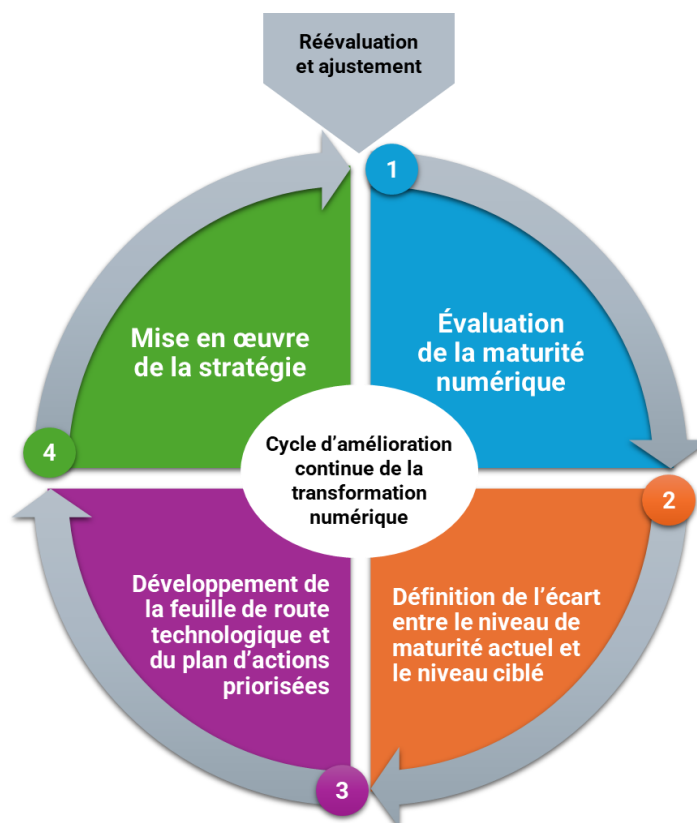 Réévaluation
et ajustement
1
Évaluation
de la maturité
numérique
2
Définition de l'écart
entre le niveau de
maturité actuel et
le niveau ciblé
3
Développement de
la feuille de route
technologique et
du plan d'actions
priorisées
4
Mise en œuvre
de la stratégie
Cycle d'amélioration
continue de la
transformation
numérique